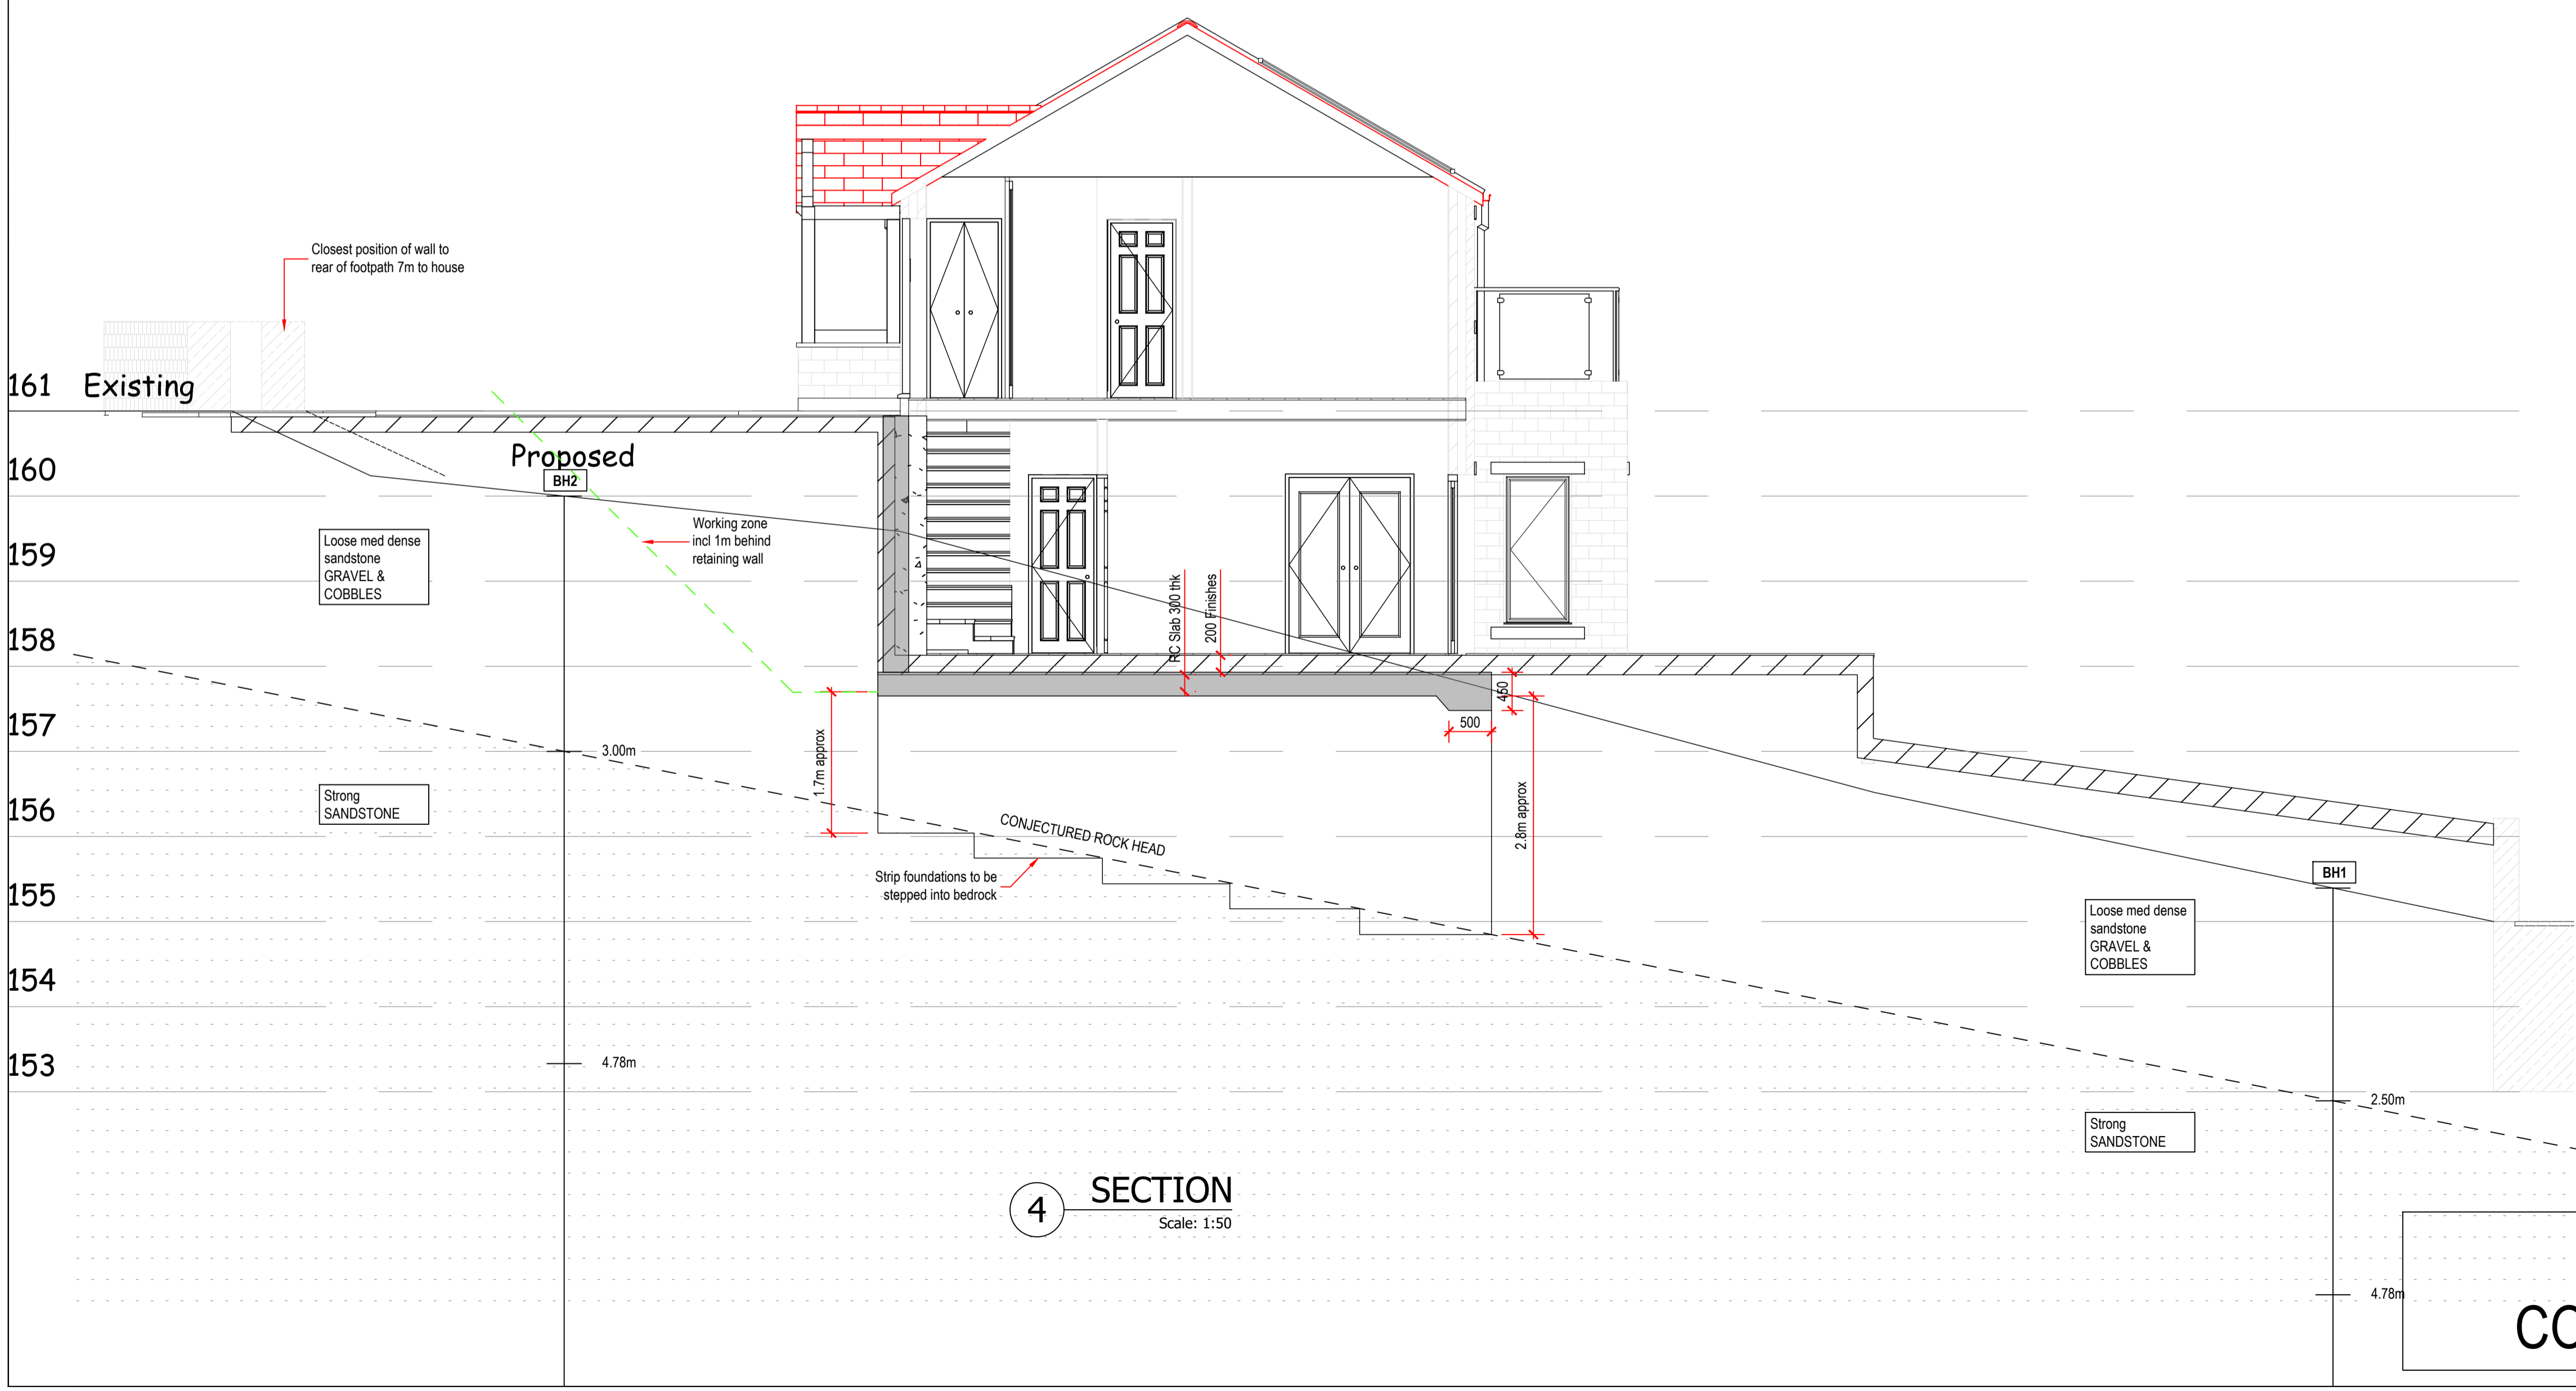 Closest position of wall to
rear of footpath 7m to house
161 Existing
Proposed
160
BH2
Working zone
incl 1m behind
retaining wall
159
Loose med dense
sandstone
GRAVEL &
COBBLES
RC Slab 300 thk
200 Finishes
158
450
500
157
3.00m
1.7m approx
2.8m approx
156
Strong
SANDSTONE
CONJECTURED ROCK HEAD
Strip foundations to be
stepped into bedrock
BH1
155
Loose med dense
sandstone
GRAVEL &
COBBLES
154
153
4.78m
2.50m
Strong
SANDSTONE
4 SECTION
Scale: 1:50
4.78m
CO